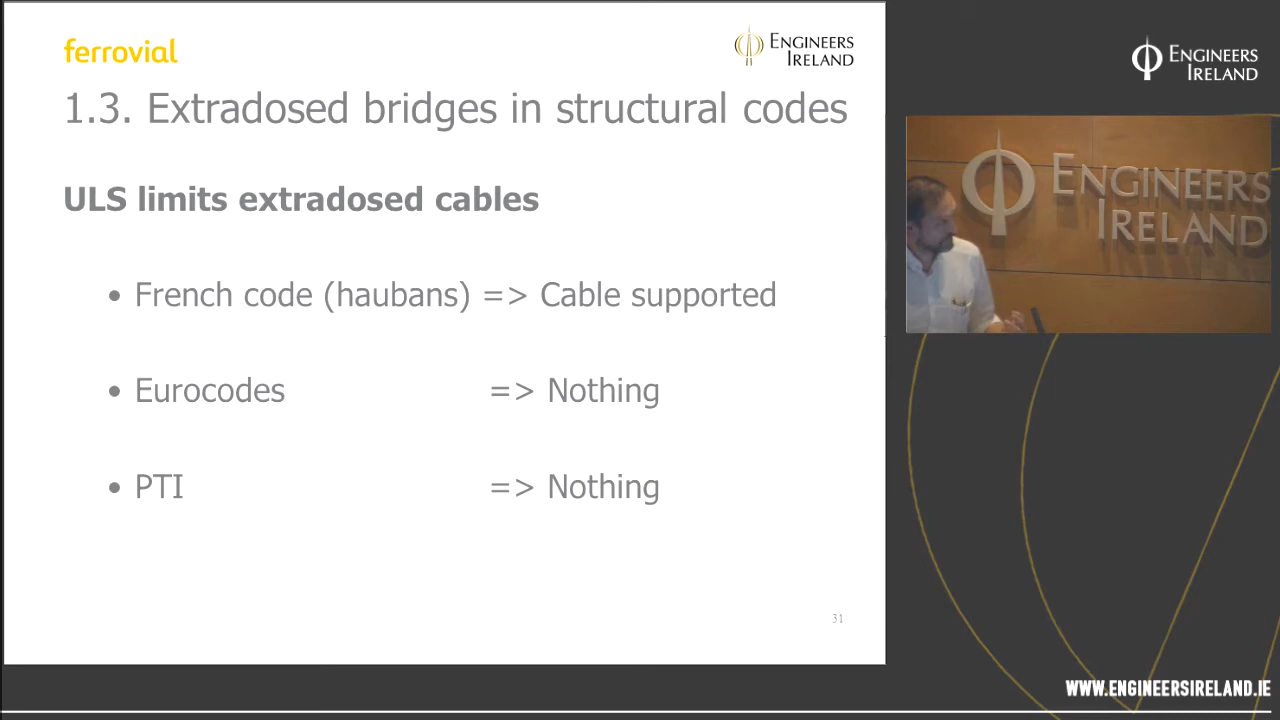 ferrovial
ENGINEERS
IRELAND
1.3. Extradosed bridges in structural codes
ULS limits extradosed cables
• French code (haubans) => Cable supported
• Eurocodes => Nothing
• PTI => Nothing
31
ENGINEERS
IRELAND
ENGINEERS
IRELAND
WWW.ENGINEERSIRELAND.IE